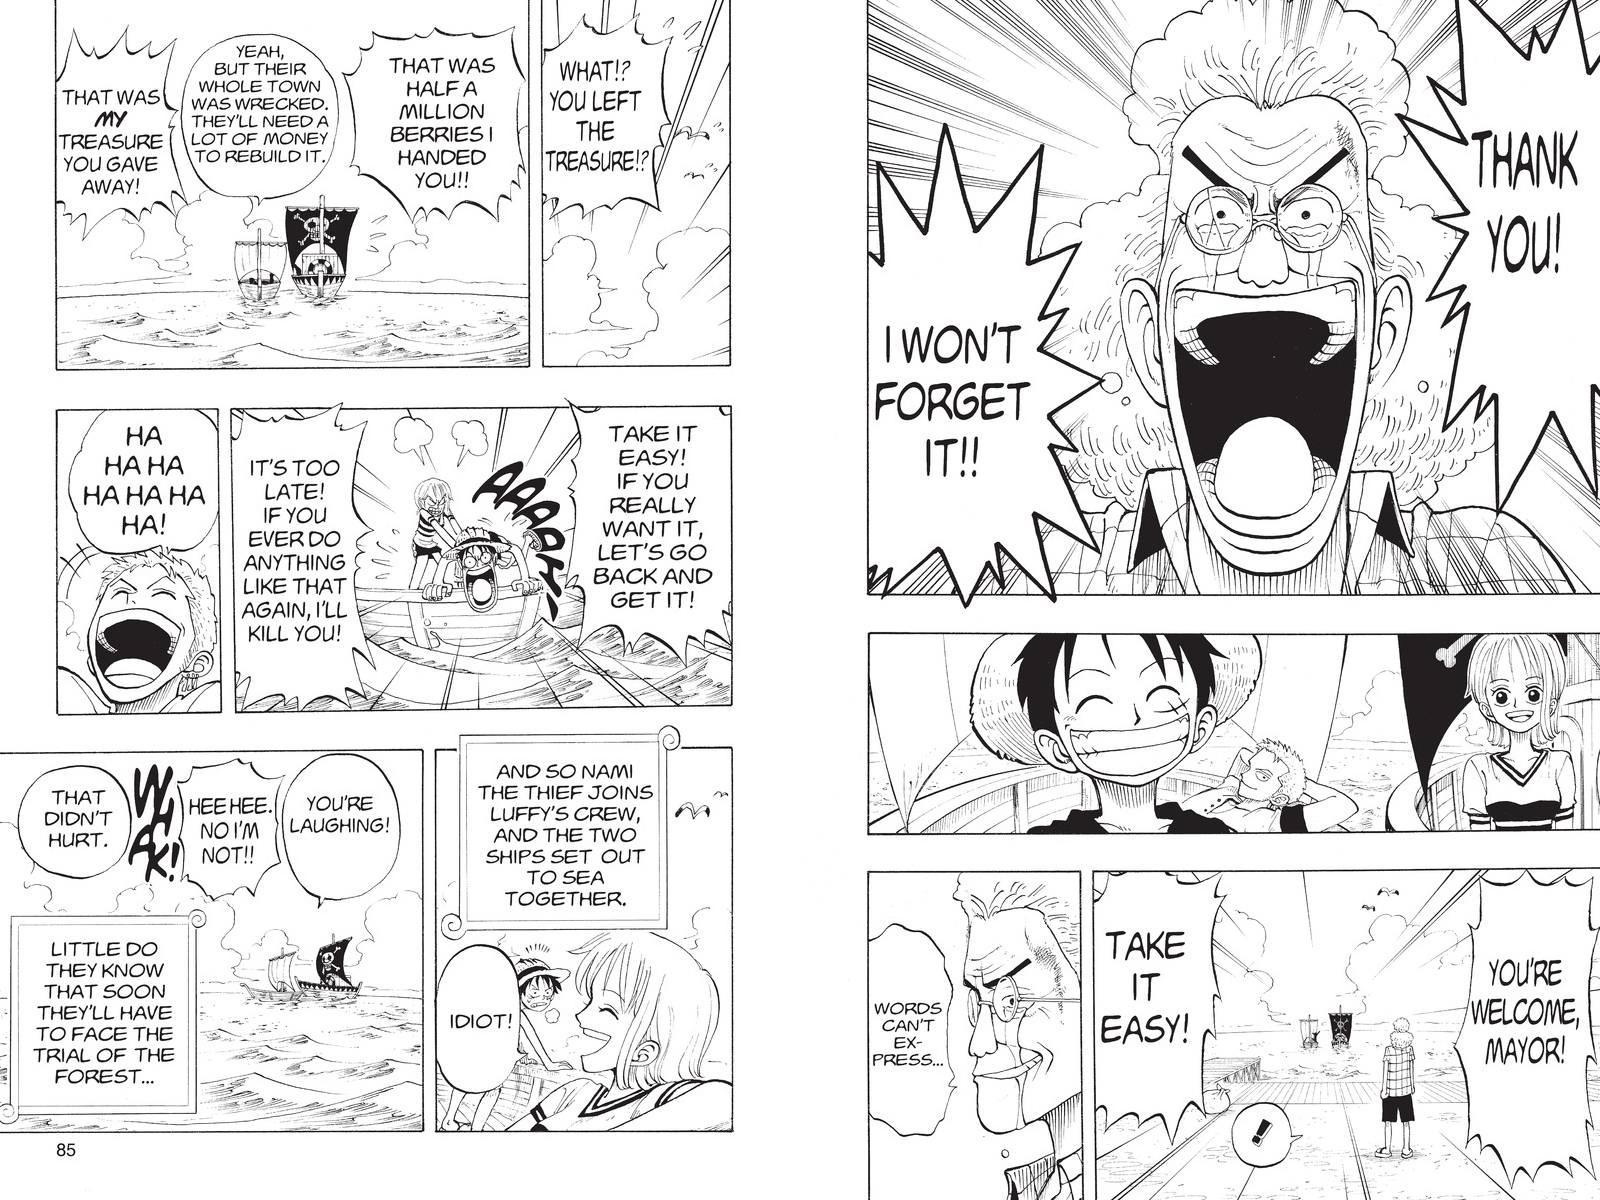 THANK
YOU!
I WON'T
FORGET
IT!!
YOU'RE
WELCOME,
MAYOR!
TAKE
IT
EASY!
!
WORDS
CAN'T
EX-
PRESS...
WHAT!?
YOU LEFT
THE
TREASURE!?
THAT WAS
HALF A
MILLION
BERRIES I
HANDED
YOU!!
YEAH,
BUT THEIR
WHOLE TOWN
WAS WRECKED.
THEY'LL NEED A
LOT OF MONEY
TO REBUILD IT.
THAT WAS
MY
TREASURE
YOU GAVE
AWAY!
TAKE IT
EASY!
IF YOU
REALLY
WANT IT,
LET'S GO
BACK AND
GET IT!
AAAAAK!
IT'S TOO
LATE!
IF YOU
EVER DO
ANYTHING
LIKE THAT
AGAIN, I'LL
KILL YOU!
HA
HA HA
HA HA HA
HA!
AND SO NAMI
THE THIEF JOINS
LUFFY'S CREW,
AND THE TWO
SHIPS SET OUT
TO SEA
TOGETHER.
IDIOT!
YOU'RE
LAUGHING!
HEE HEE.
NO I'M
NOT!!
WHAK!
THAT
DIDN'T
HURT.
LITTLE DO
THEY KNOW
THAT SOON
THEY'LL HAVE
TO FACE THE
TRIAL OF THE
FOREST...
85